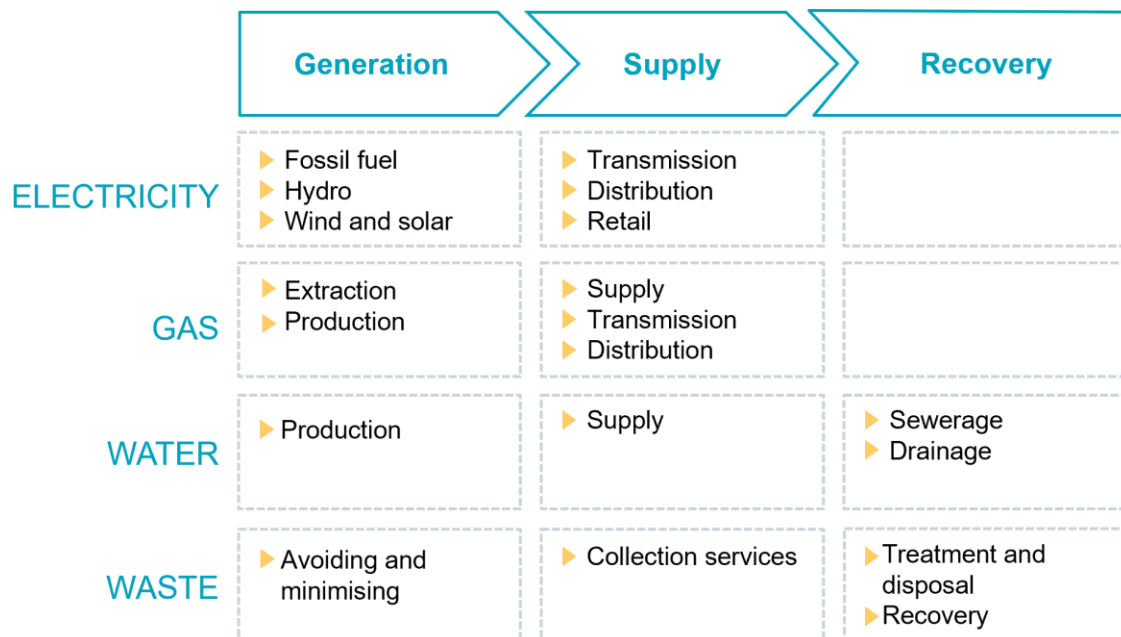 Generation
Supply
Recovery
ELECTRICITY
Fossil fuel
Hydro
Wind and solar
Transmission
Distribution
Retail
GAS
Extraction
Production
Supply
Transmission
Distribution
WATER
Production
Supply
Sewerage
Drainage
WASTE
Avoiding and
minimising
Collection services
Treatment and
disposal
Recovery